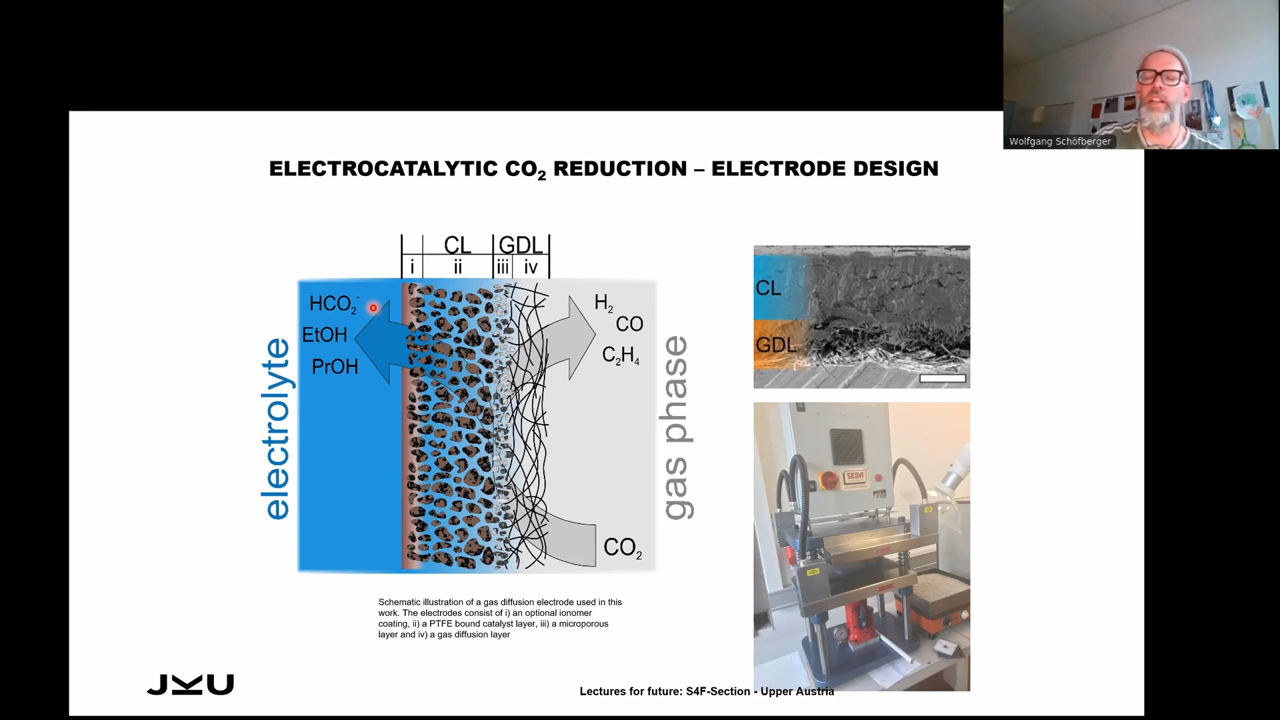 Wolfgang Schöfberger
ELECTROCATALYTIC CO₂ REDUCTION – ELECTRODE DESIGN
CL GDL
i ii iii iv
HCO₂⁻
EtOH
PrOH
electrolyte
H₂
CO
C₂H₄
CO₂
gas phase
CL
GDL
SEBA
Schematic illustration of a gas diffusion electrode used in this
work. The electrodes consist of i) an optional ionomer
coating, ii) a PTFE bound catalyst layer, iii) a microporous
layer and iv) a gas diffusion layer
JKU
Lectures for future: S4F-Section - Upper Austria